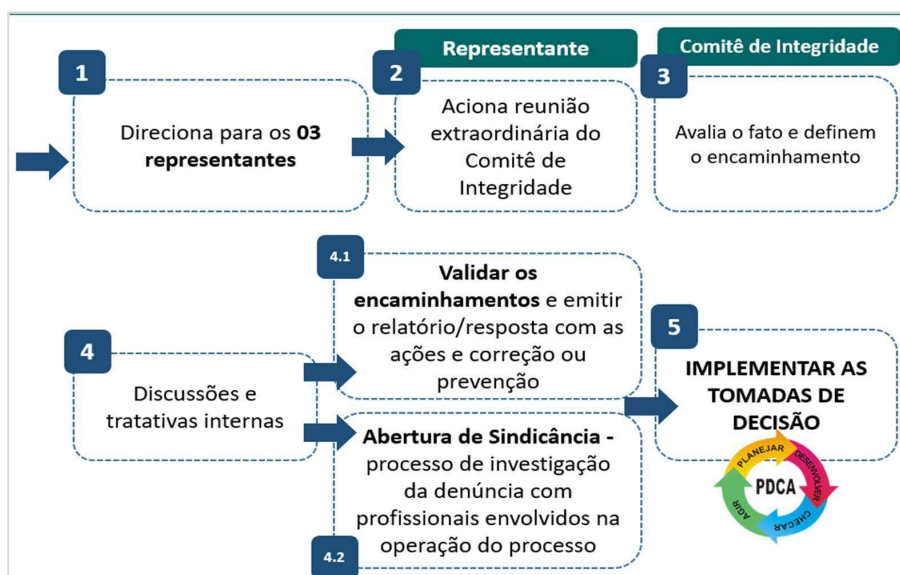 1
Direciona para os 03
representantes
Representante
2
Aciona reunião
extraordinária do
Comitê de
Integridade
Comitê de Integridade
3
Avalia o fato e definem
o encaminhamento
4
Discussões e
tratativas internas
4.1
Validar os
encaminhamentos e emitir
o relatório/resposta com as
ações e correção ou
prevenção
Abertura de Sindicância -
processo de investigação
da denúncia com
profissionais envolvidos na
operação do processo
4.2
5
IMPLEMENTAR AS
TOMADAS DE
DECISÃO
PLANEJAR
DESENVOLVER
CHECAR
AGIR
PDCA